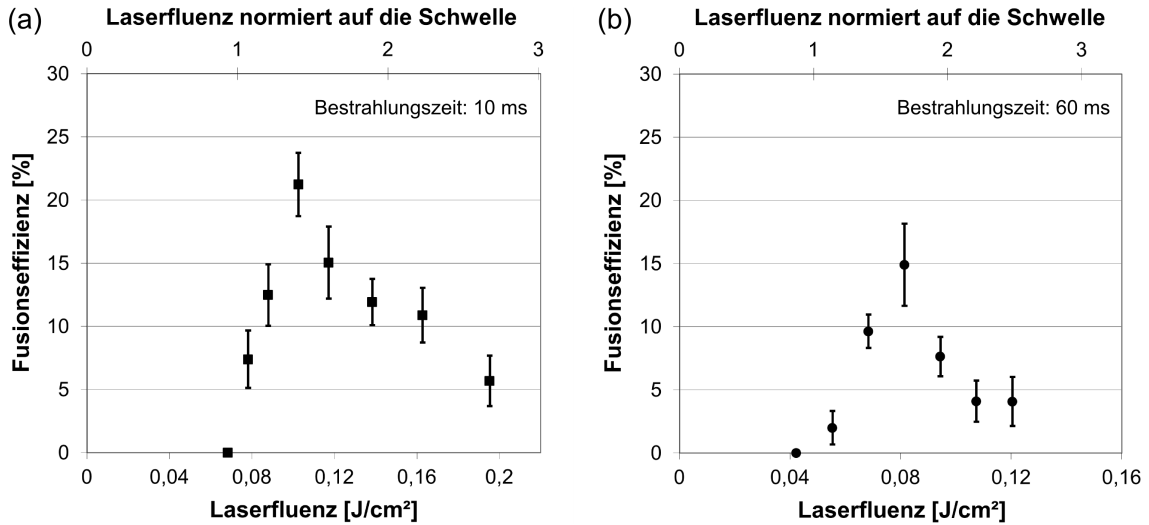 (a)
Laserfluenz normiert auf die Schwelle
0 1 2 3
30
Bestrahlungszeit: 10 ms
25
20
15
10
5
0
Fusionseffizienz [%]
0 0,04 0,08 0,12 0,16 0,2
Laserfluenz [J/cm²]
(b)
Laserfluenz normiert auf die Schwelle
0 1 2 3
30
Bestrahlungszeit: 60 ms
25
20
15
10
5
0
Fusionseffizienz [%]
0 0,04 0,08 0,12 0,16
Laserfluenz [J/cm²]